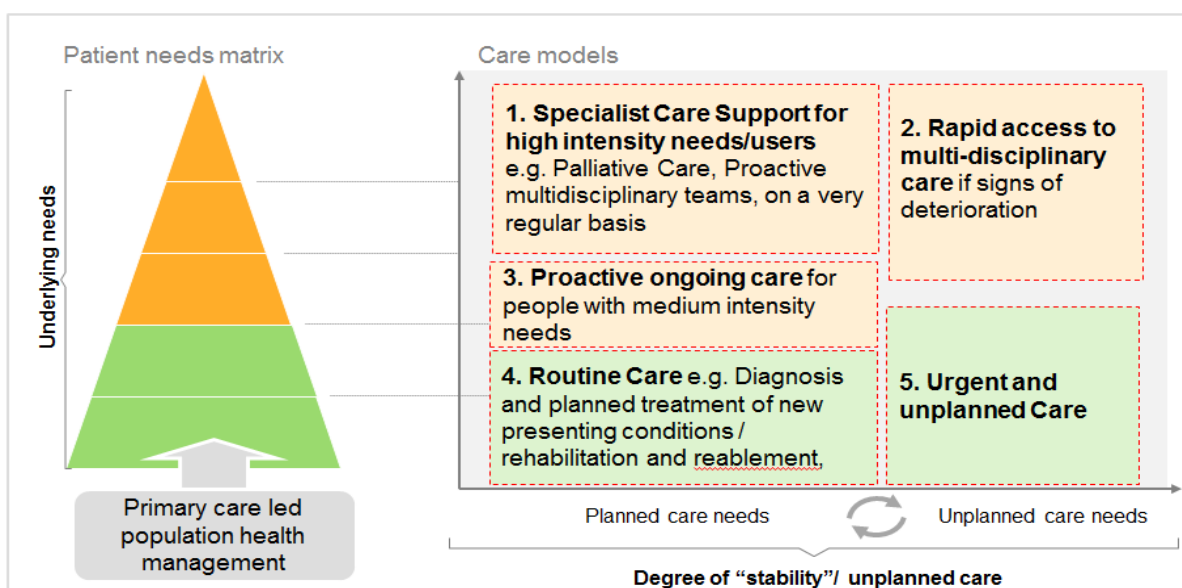 Patient needs matrix
Underlying needs
Primary care led
population health
management
Care models
1. Specialist Care Support for
high intensity needs/users
e.g. Palliative Care, Proactive
multidisciplinary teams, on a very
regular basis
2. Rapid access to
multi-disciplinary
care if signs of
deterioration
3. Proactive ongoing care for
people with medium intensity
needs
4. Routine Care e.g. Diagnosis
and planned treatment of new
presenting conditions /
rehabilitation and reablement,
5. Urgent and
unplanned Care
Planned care needs
Unplanned care needs
Degree of “stability”/ unplanned care